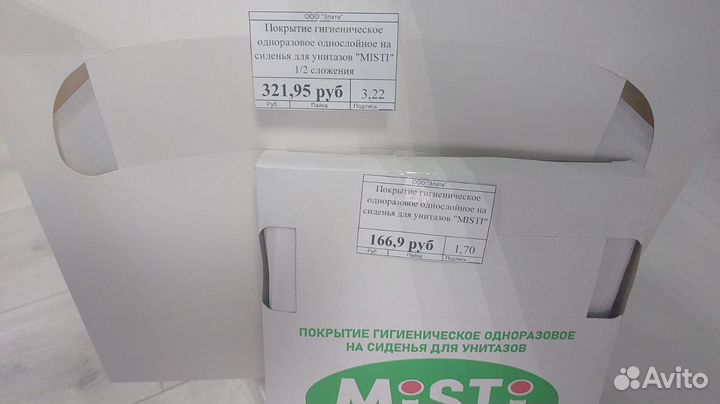 ООО "Злата"
Покрытие гигиеническое
одноразовое однослойное на
сиденья для унитазов "MISTI"
1/2 сложения
321,95 руб 3,22
Руб. Пачка Подпись
ООО "Злата"
Покрытие гигиеническое
одноразовое однослойное на
сиденья для унитазов "MISTI"
166,9 руб 1,70
Руб. Пачка Подпись
ПОКРЫТИЕ ГИГИЕНИЧЕСКОЕ ОДНОРАЗОВОЕ
НА СИДЕНЬЯ ДЛЯ УНИТАЗОВ
MiSTi
Avito